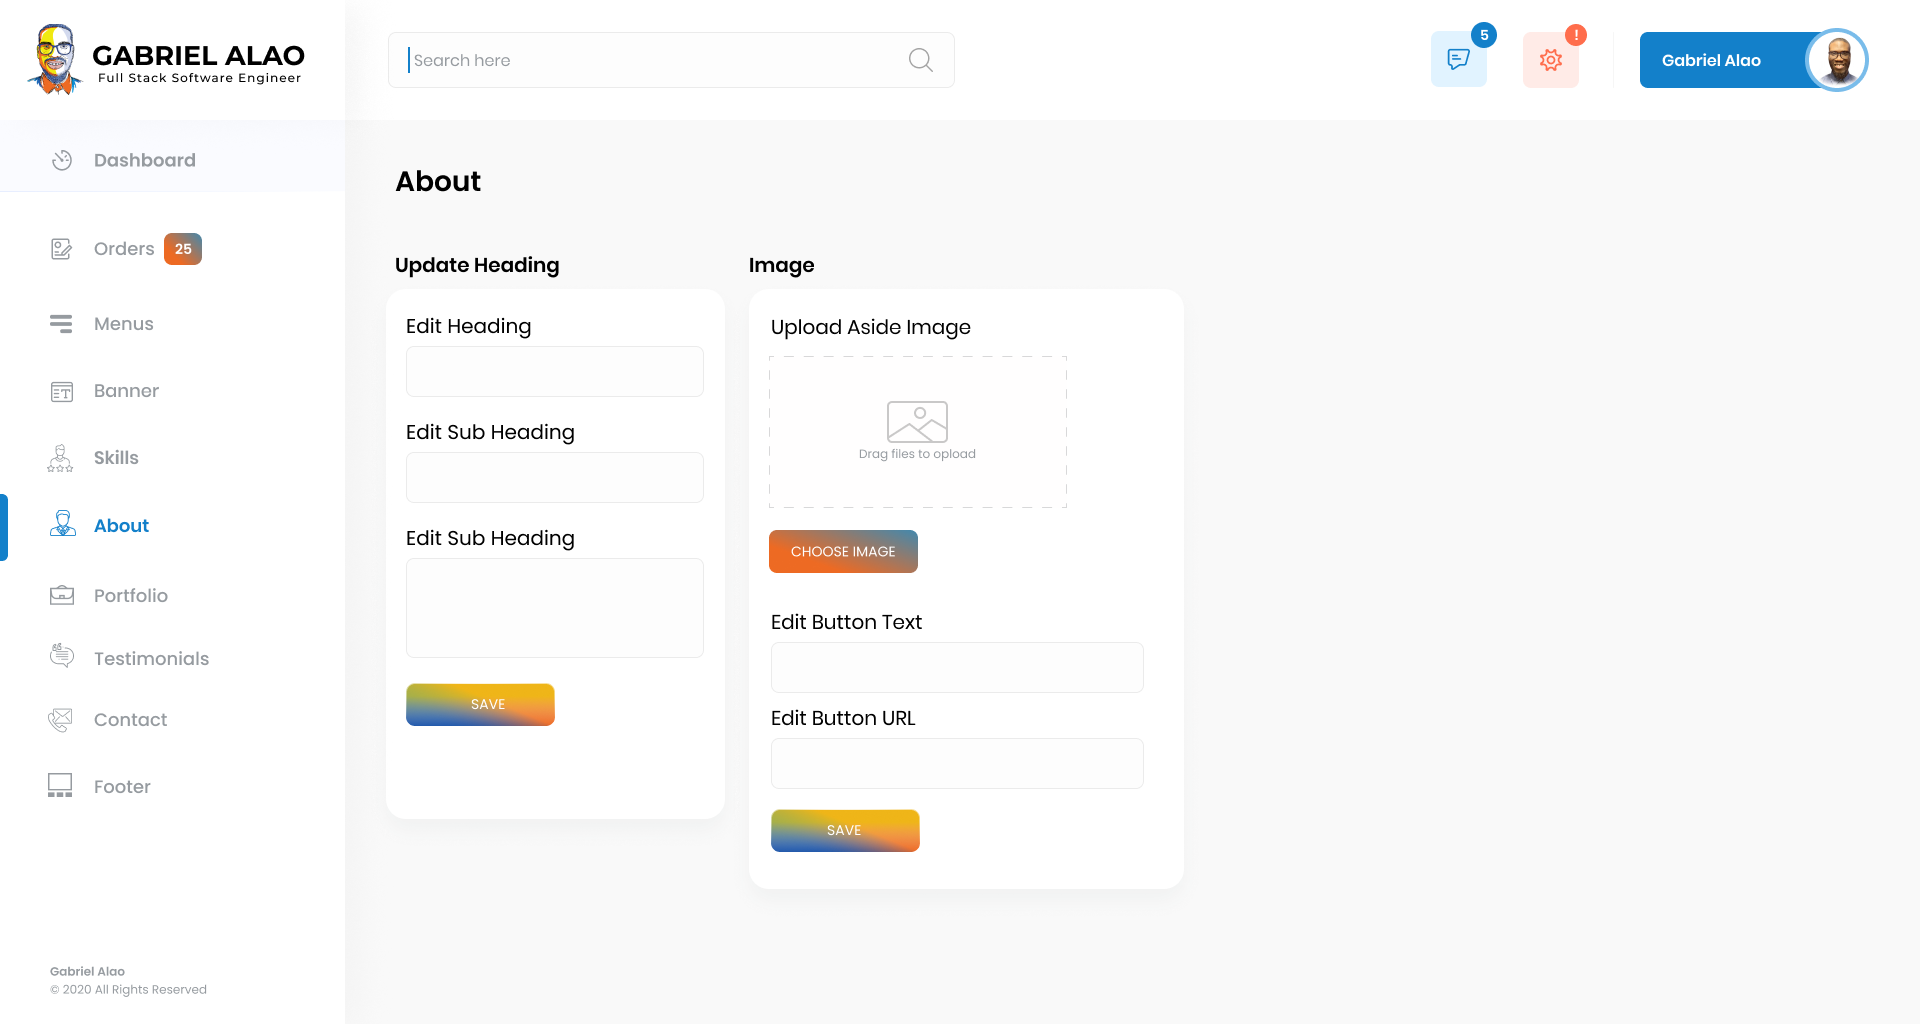 GABRIEL ALAO
Full Stack Software Engineer
Search here
5
!
Gabriel Alao
Dashboard
Orders 25
Menus
Banner
Skills
About
Portfolio
Testimonials
Contact
Footer
Gabriel Alao
© 2020 All Rights Reserved
About
Update Heading
Edit Heading
Edit Sub Heading
Edit Sub Heading
SAVE
Image
Upload Aside Image
Drag files to upload
CHOOSE IMAGE
Edit Button Text
Edit Button URL
SAVE